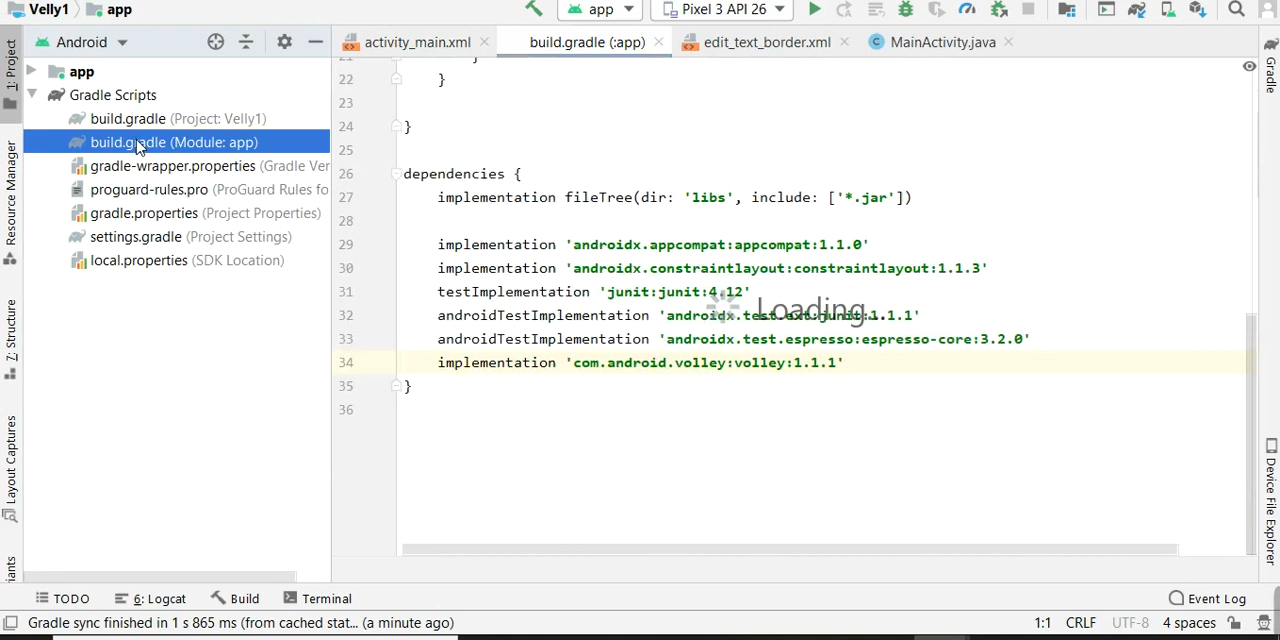 Velly1 app app Pixel 3 API 26
Android activity_main.xml build.gradle (:app) edit_text_border.xml MainActivity.java
1: Project
Resource Manager
7: Structure
Layout Captures
app
Gradle Scripts
build.gradle (Project: Velly1)
build.gradle (Module: app)
gradle-wrapper.properties (Gradle Ver
proguard-rules.pro (ProGuard Rules fo
gradle.properties (Project Properties)
settings.gradle (Project Settings)
local.properties (SDK Location)
22 }
23
24 }
25
26 dependencies {
27 implementation fileTree(dir: 'libs', include: ['*.jar'])
28
29 implementation 'androidx.appcompat:appcompat:1.1.0'
30 implementation 'androidx.constraintlayout:constraintlayout:1.1.3'
31 testImplementation 'junit:junit:4.12'
Loading...
32 androidTestImplementation 'androidx.test.ext:junit:1.1.1'
33 androidTestImplementation 'androidx.test.espresso:espresso-core:3.2.0'
34 implementation 'com.android.volley:volley:1.1.1'
35 }
36
Gradle
Device File Explorer
TODO 6: Logcat Build Terminal Event Log
Gradle sync finished in 1 s 865 ms (from cached stat... (a minute ago) 1:1 CRLF UTF-8 4 spaces